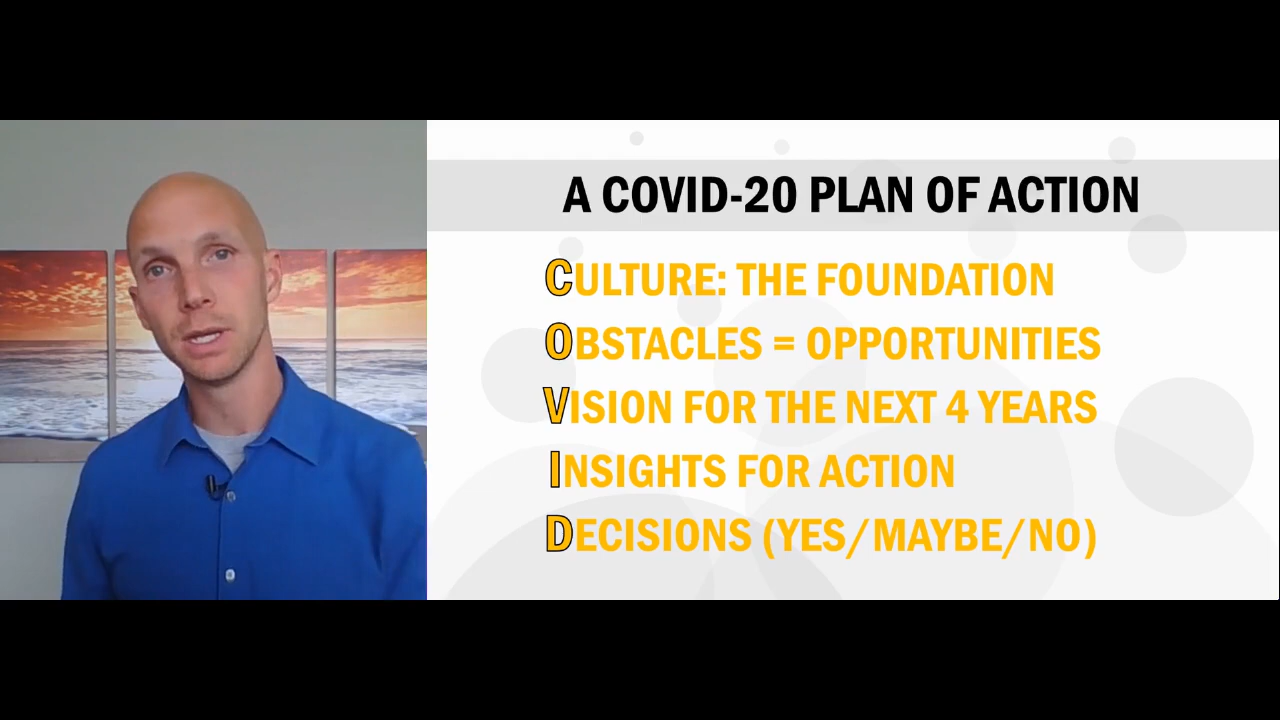 A COVID-20 PLAN OF ACTION
CULTURE: THE FOUNDATION
OBSTACLES = OPPORTUNITIES
VISION FOR THE NEXT 4 YEARS
INSIGHTS FOR ACTION
DECISIONS (YES/MAYBE/NO)